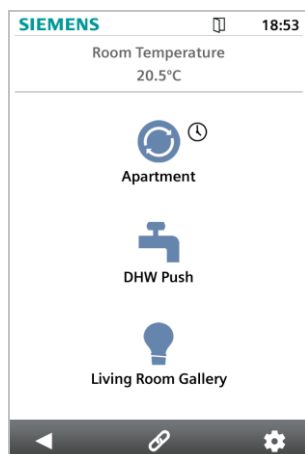 SIEMENS 18:53
Room Temperature
20.5°C
Apartment
DHW Push
Living Room Gallery